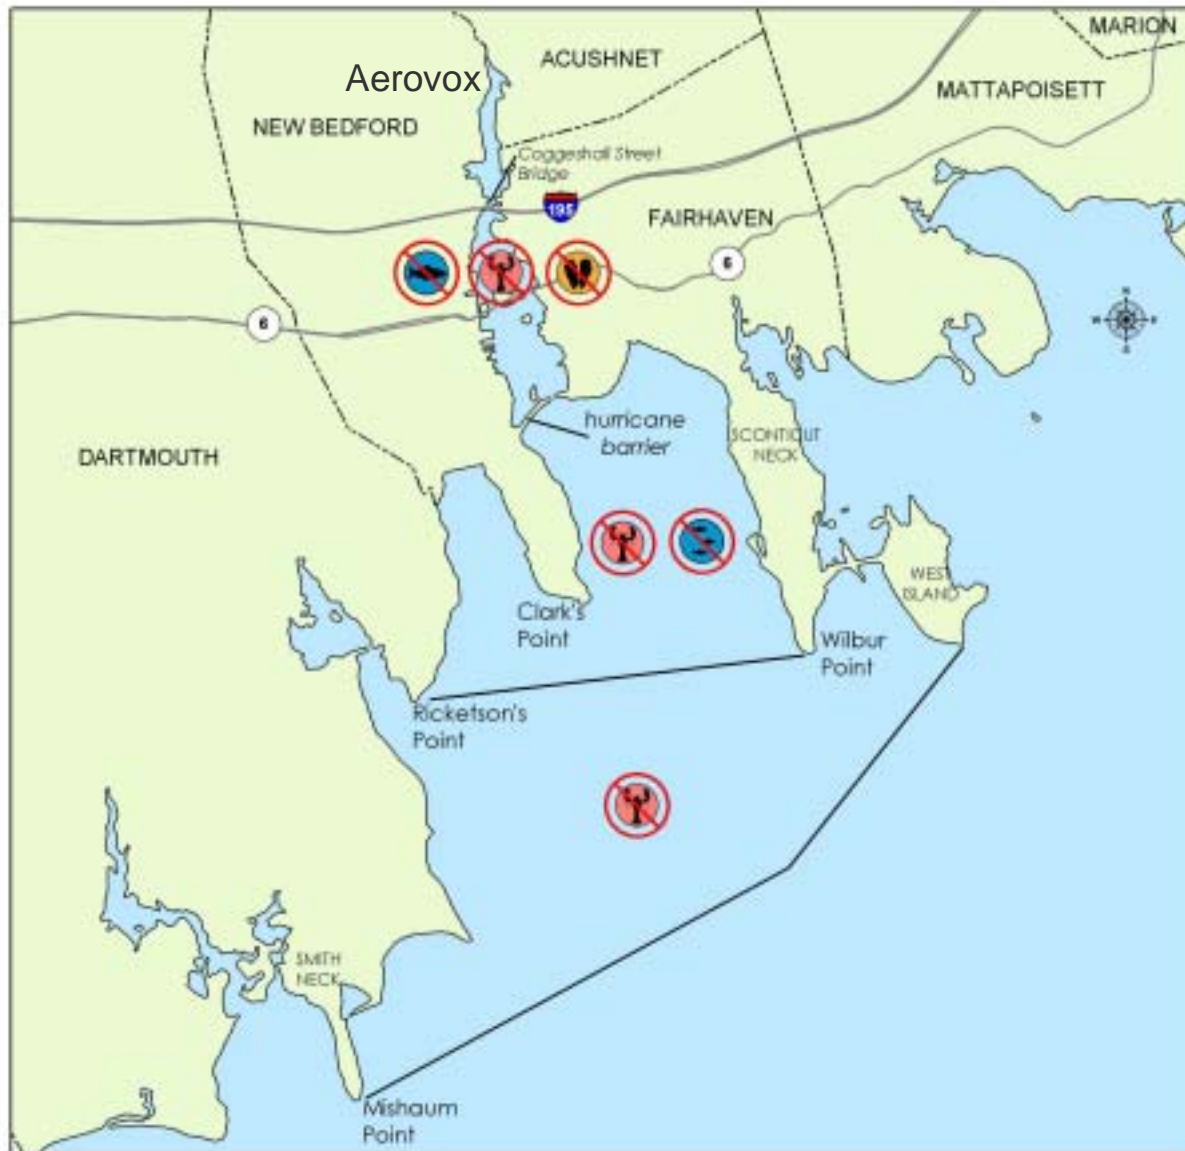 MARION
ACUSHNET
Aerovox
MATTAPOISETT
NEW BEDFORD
Coggeshall Street
Bridge
195
FAIRHAVEN
6
6
N
W
E
S
hurricane
barrier
SCONTICUT
NECK
DARTMOUTH
WEST
ISLAND
Clark's
Point
Wilbur
Point
Ricketson's
Point
SMITH
NECK
Mishaum
Point